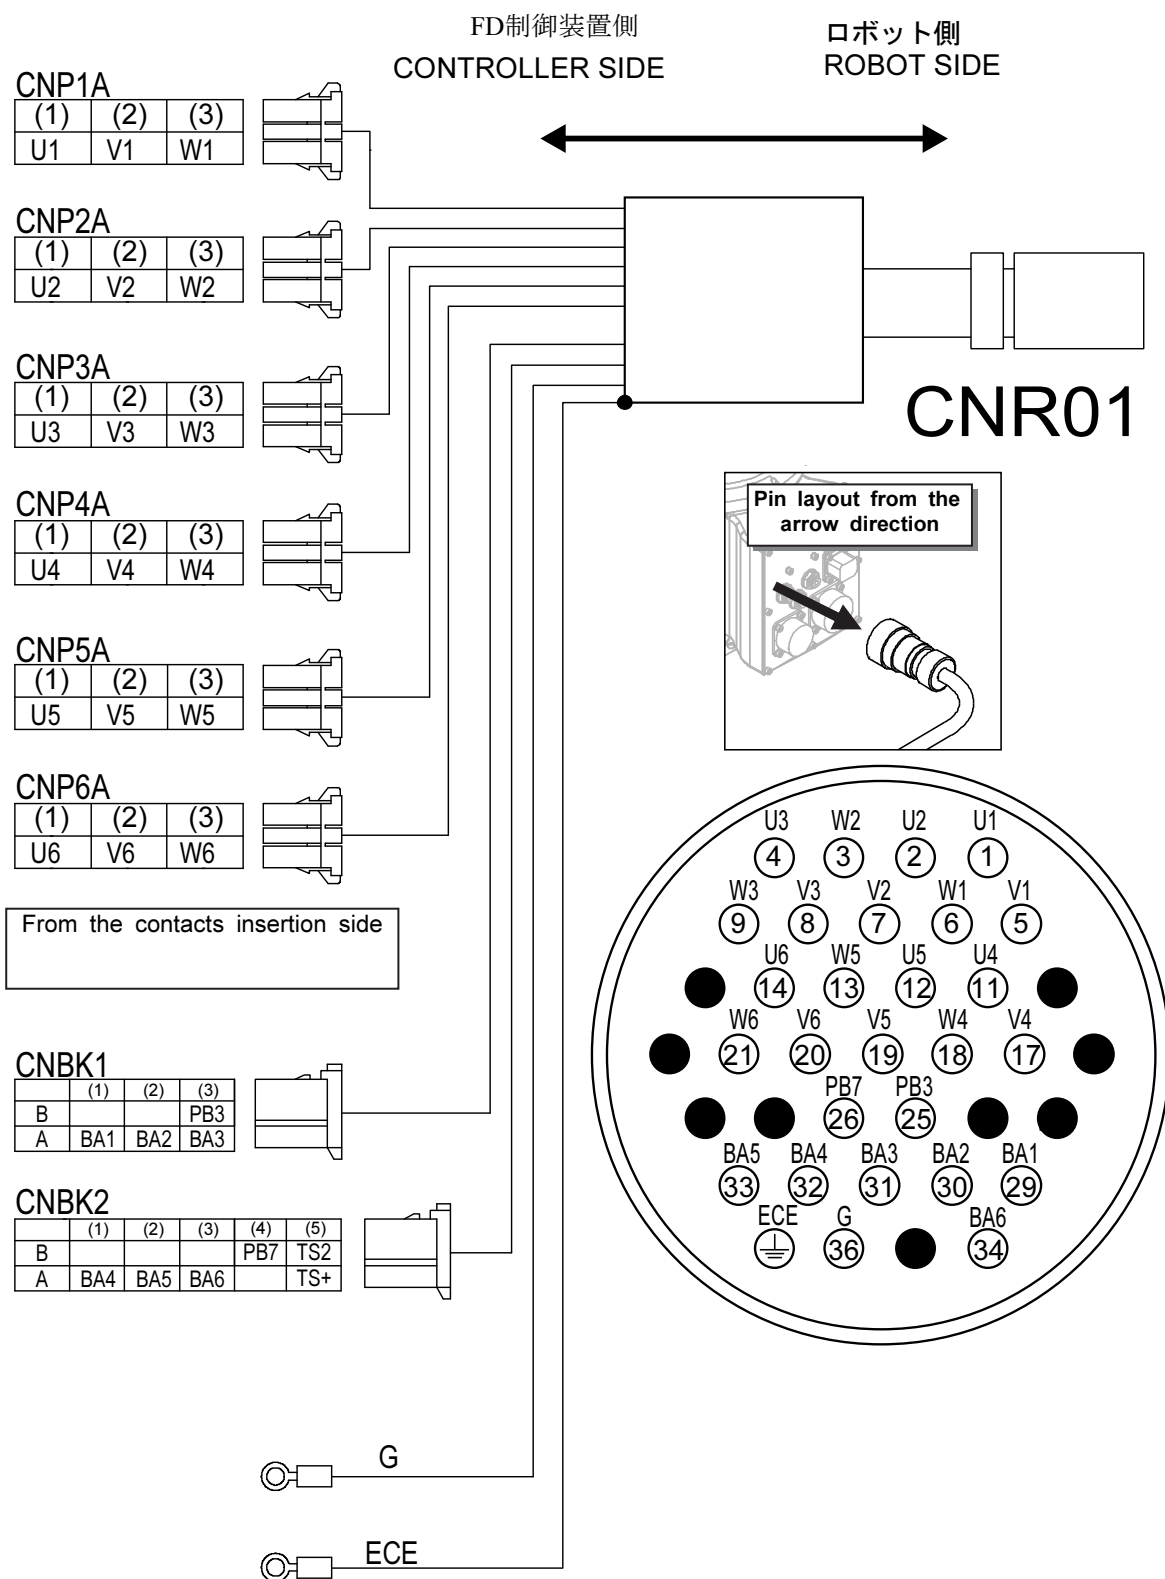 FD制御装置側
CONTROLLER SIDE
ロボット側
ROBOT SIDE
CNP1A
(1) (2) (3)
U1 V1 W1
CNP2A
(1) (2) (3)
U2 V2 W2
CNP3A
(1) (2) (3)
U3 V3 W3
CNP4A
(1) (2) (3)
U4 V4 W4
CNP5A
(1) (2) (3)
U5 V5 W5
CNP6A
(1) (2) (3)
U6 V6 W6
From the contacts insertion side
CNBK1
(1) (2) (3)
B PB3
A BA1 BA2 BA3
CNBK2
(1) (2) (3) (4) (5)
B PB7 TS2
A BA4 BA5 BA6 TS+
G
ECE
CNR01
Pin layout from the
arrow direction
U3 W2 U2 U1
4 3 2 1
W3 V3 V2 W1 V1
9 8 7 6 5
U6 W5 U5 U4
14 13 12 11
W6 V6 V5 W4 V4
21 20 19 18 17
PB7 PB3
26 25
BA5 BA4 BA3 BA2 BA1
33 32 31 30 29
ECE G BA6
36 34